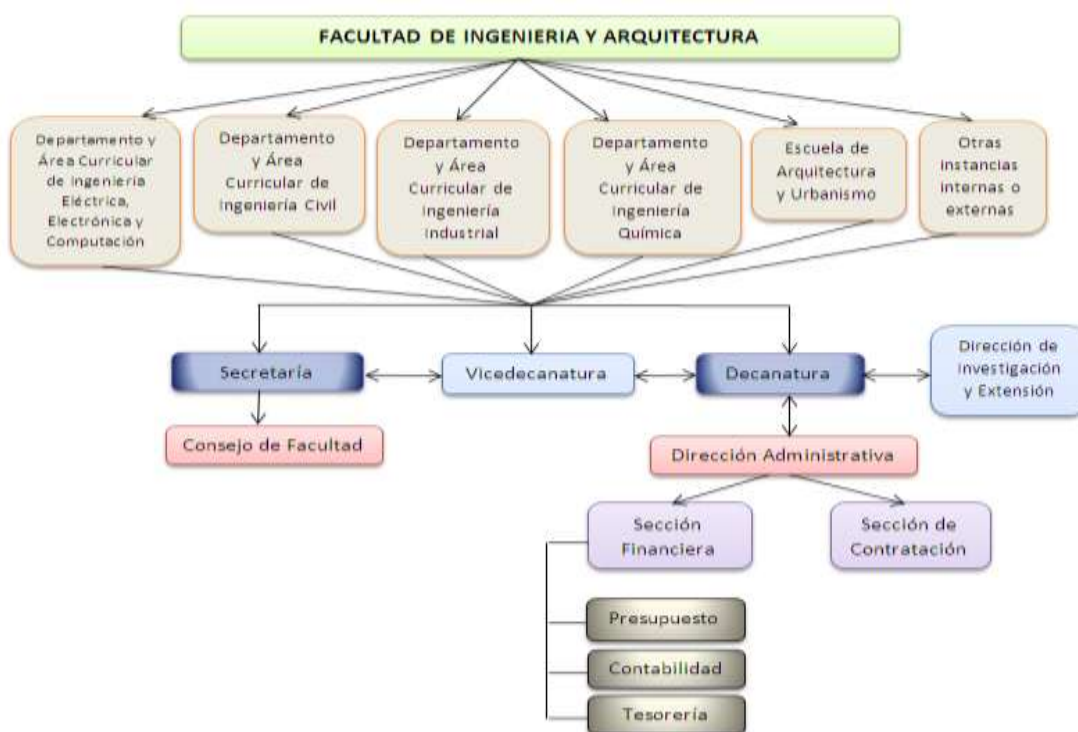 FACULTAD DE INGENIERIA Y ARQUITECTURA
Departamento y
Área Curricular
de Ingeniería
Eléctrica,
Electrónica y
Computación
Departamento
y Área
Curricular de
Ingeniería Civil
Departamento
y Área
Curricular de
Ingeniería
Industrial
Departamento
y Área
Curricular de
Ingeniería
Química
Escuela de
Arquitectura
y Urbanismo
Otras
instancias
internas o
externas
Secretaría
Vicedecanatura
Decanatura
Dirección de
Investigación
y Extensión
Consejo de Facultad
Dirección Administrativa
Sección
Financiera
Sección de
Contratación
Presupuesto
Contabilidad
Tesorería